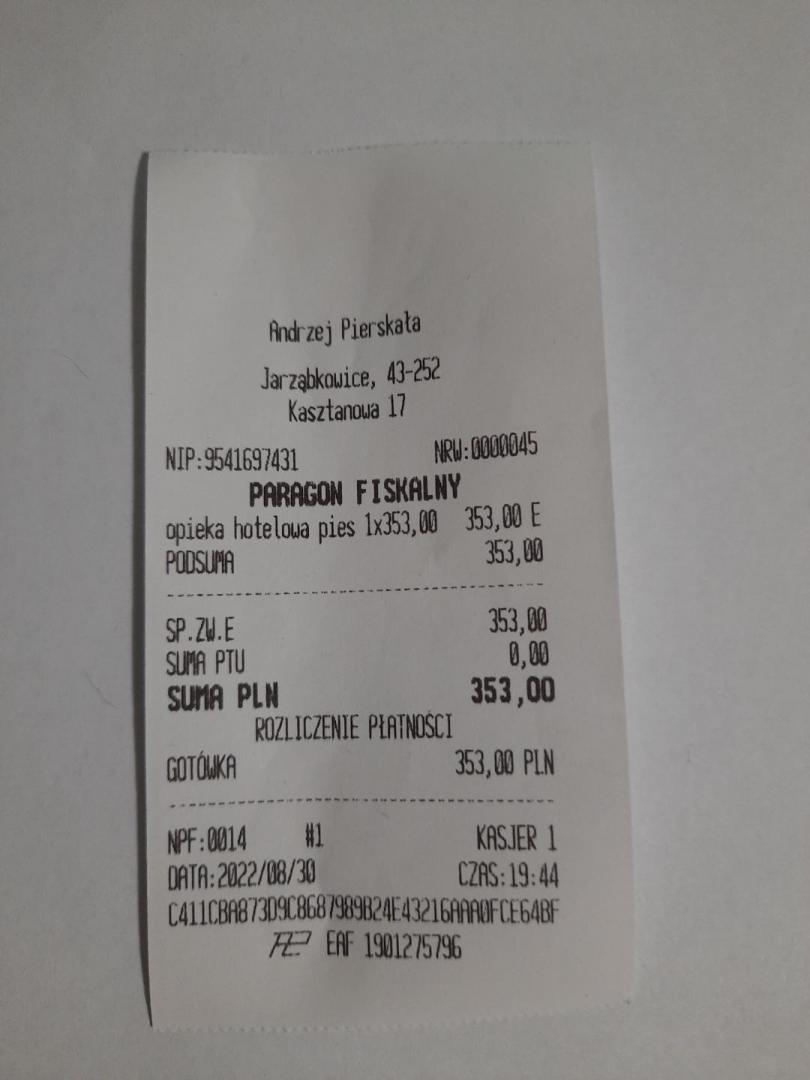 Andrzej Pierskała
Jarząbkowice, 43-252
Kasztanowa 17
NIP:9541697431 NRW:0000045
PARAGON FISKALNY
opieka hotelowa pies 1x353,00 353,00 E
PODSUMA 353,00
SP.ZW.E 353,00
SUMA PTU 0,00
SUMA PLN 353,00
ROZLICZENIE PŁATNOŚCI
GOTÓWKA 353,00 PLN
NPF:0014 #1 KASJER 1
DATA:2022/08/30 CZAS:19:44
C411CBA873D9C8687989B24E43216AAA0FCE64BF
EAF 1901275796